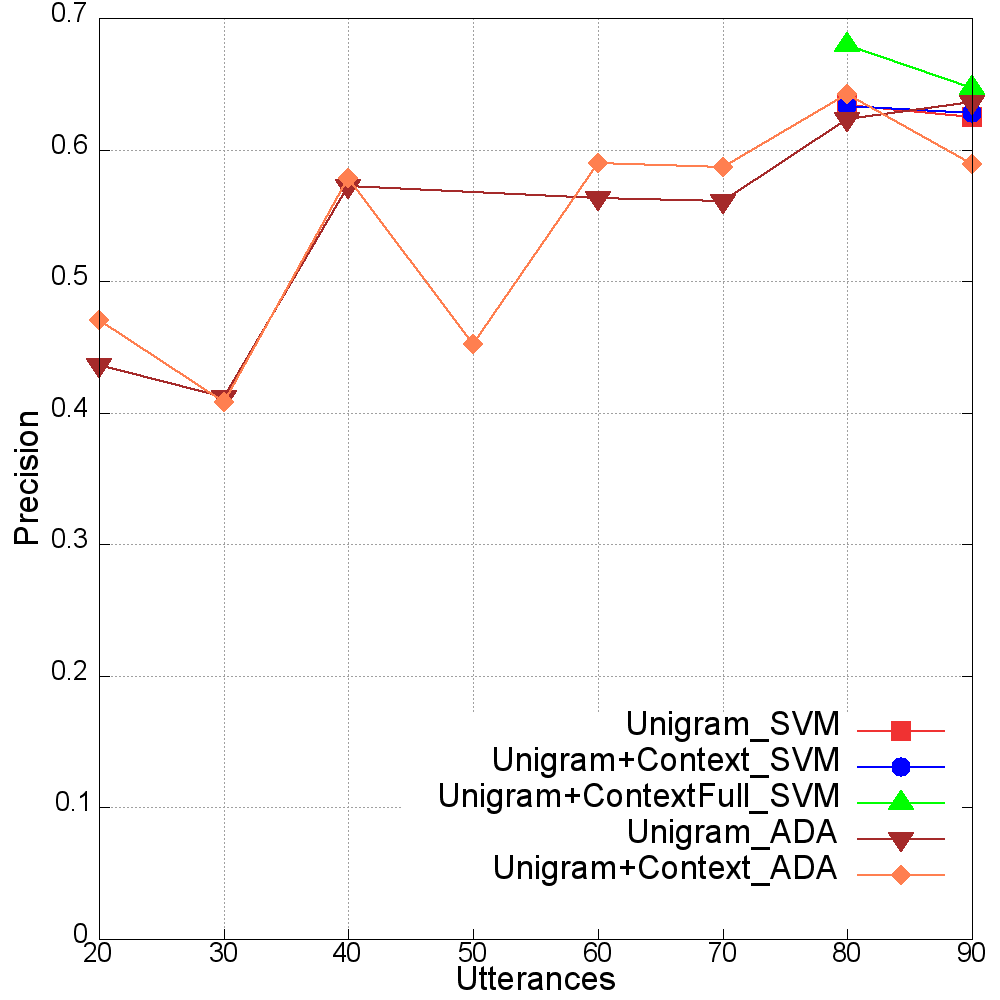 0.7
0.6
0.5
0.4
0.3
0.2
0.1
0
Precision
Unigram_SVM
Unigram+Context_SVM
Unigram+ContextFull_SVM
Unigram_ADA
Unigram+Context_ADA
20 30 40 50 60 70 80 90
Utterances